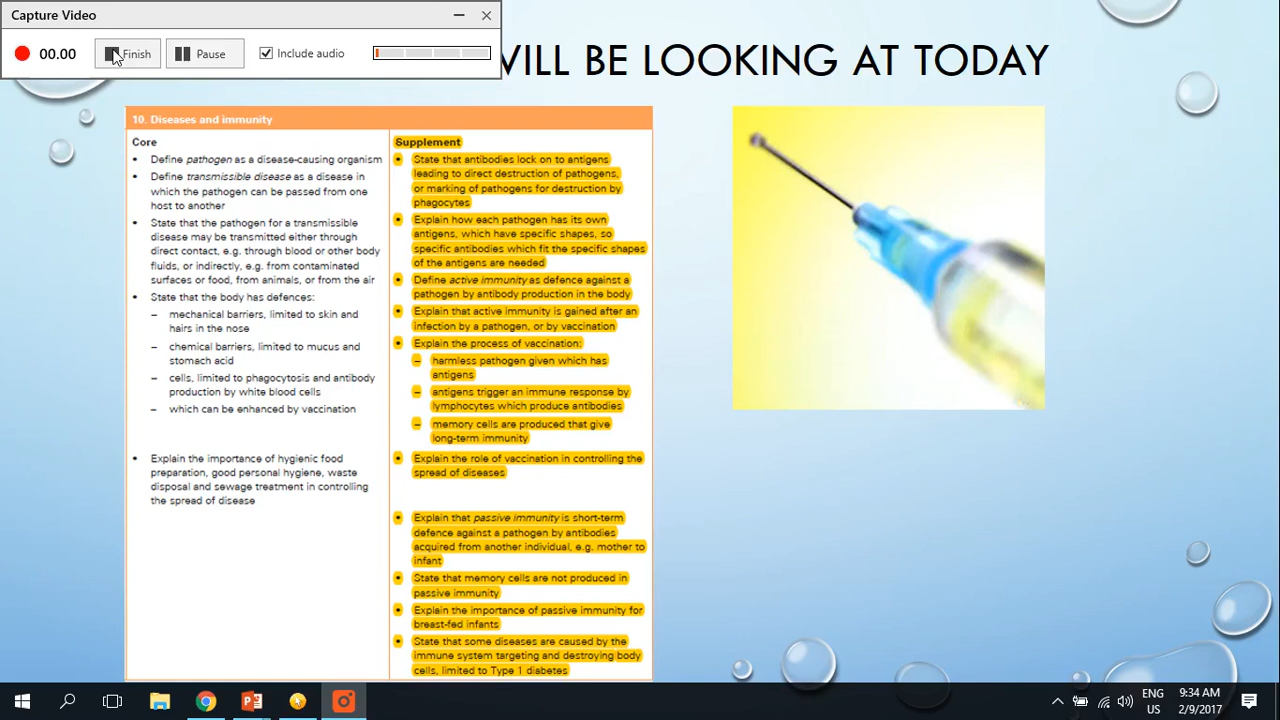 Capture Video
00.00
Finish
Pause
Include audio
VILL BE LOOKING AT TODAY
10. Diseases and immunity
Core
• Define pathogen as a disease-causing organism
• Define transmissible disease as a disease in
which the pathogen can be passed from one
host to another
• State that the pathogen for a transmissible
disease may be transmitted either through
direct contact, e.g. through blood or other body
fluids, or indirectly, e.g. from contaminated
surfaces or food, from animals, or from the air
• State that the body has defences:
– mechanical barriers, limited to skin and
hairs in the nose
– chemical barriers, limited to mucus and
stomach acid
– cells, limited to phagocytosis and antibody
production by white blood cells
– which can be enhanced by vaccination
• Explain the importance of hygienic food
preparation, good personal hygiene, waste
disposal and sewage treatment in controlling
the spread of disease
Supplement
• State that antibodies lock on to antigens
leading to direct destruction of pathogens,
or marking of pathogens for destruction by
phagocytes
• Explain how each pathogen has its own
antigens, which have specific shapes, so
specific antibodies which fit the specific shapes
of the antigens are needed
• Define active immunity as defence against a
pathogen by antibody production in the body
• Explain that active immunity is gained after an
infection by a pathogen, or by vaccination
• Explain the process of vaccination:
– harmless pathogen given which has
antigens
– antigens trigger an immune response by
lymphocytes which produce antibodies
– memory cells are produced that give
long-term immunity
• Explain the role of vaccination in controlling the
spread of diseases
• Explain that passive immunity is short-term
defence against a pathogen by antibodies
acquired from another individual, e.g. mother to
infant
• State that memory cells are not produced in
passive immunity
• Explain the importance of passive immunity for
breast-fed infants
• State that some diseases are caused by the
immune system targeting and destroying body
cells, limited to Type 1 diabetes
ENG
US
9:34 AM
2/9/2017